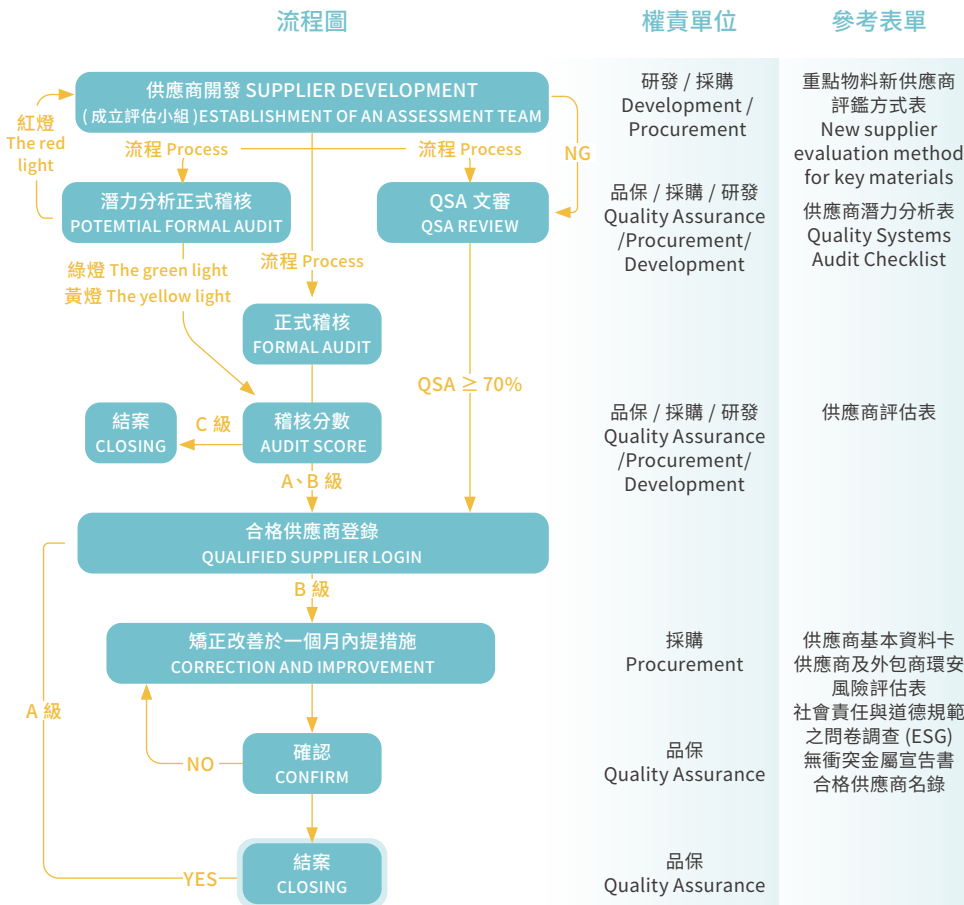 流程圖
權責單位
參考表單
供應商開發 SUPPLIER DEVELOPMENT
( 成立評估小組 )ESTABLISHMENT OF AN ASSESSMENT TEAM
紅燈
The red
light
流程 Process
流程 Process
NG
潛力分析正式稽核
POTEMTIAL FORMAL AUDIT
QSA 文審
QSA REVIEW
綠燈 The green light
黃燈 The yellow light
流程 Process
正式稽核
FORMAL AUDIT
QSA ≥ 70%
結案
CLOSING
C 級
稽核分數
AUDIT SCORE
A、B 級
合格供應商登錄
QUALIFIED SUPPLIER LOGIN
B 級
矯正改善於一個月內提措施
CORRECTION AND IMPROVEMENT
A 級
NO
確認
CONFIRM
YES
結案
CLOSING
研發 / 採購
Development /
Procurement
品保 / 採購 / 研發
Quality Assurance
/Procurement/
Development
品保 / 採購 / 研發
Quality Assurance
/Procurement/
Development
採購
Procurement
品保
Quality Assurance
品保
Quality Assurance
重點物料新供應商
評鑑方式表
New supplier
evaluation method
for key materials
供應商潛力分析表
Quality Systems
Audit Checklist
供應商評估表
供應商基本資料卡
供應商及外包商環安
風險評估表
社會責任與道德規範
之問卷調查 (ESG)
無衝突金屬宣告書
合格供應商名錄